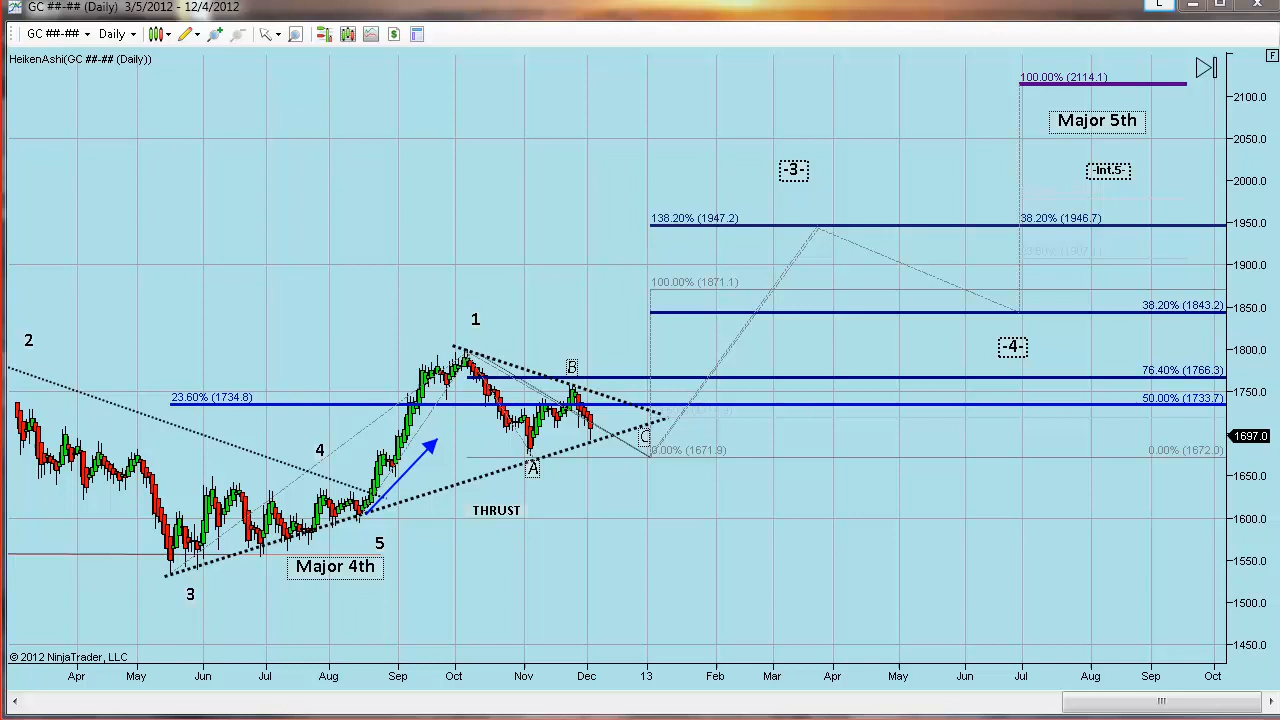 GC ##-## (Daily) 3/5/2012 - 12/4/2012
L
GC ##-## Daily
HeikenAshi(GC ##-## (Daily))
F
100.00% (2114.1)
2100.0
Major 5th
2050.0
-3-
-Int.5-
2000.0
138.20% (1947.2)
38.20% (1946.7)
1950.0
1900.0
100.00% (1871.1)
1850.0
38.20% (1843.2)
2
1
-4-
1800.0
B
76.40% (1766.3)
1750.0
23.60% (1734.8)
50.00% (1733.7)
C
1697.0
4
0.00% (1671.9)
0.00% (1672.0)
A
1650.0
THRUST
1600.0
5
Major 4th
1550.0
3
1500.0
1450.0
© 2012 NinjaTrader, LLC
Apr May Jun Jul Aug Sep Oct Nov Dec 13 Feb Mar Apr May Jun Jul Aug Sep Oct